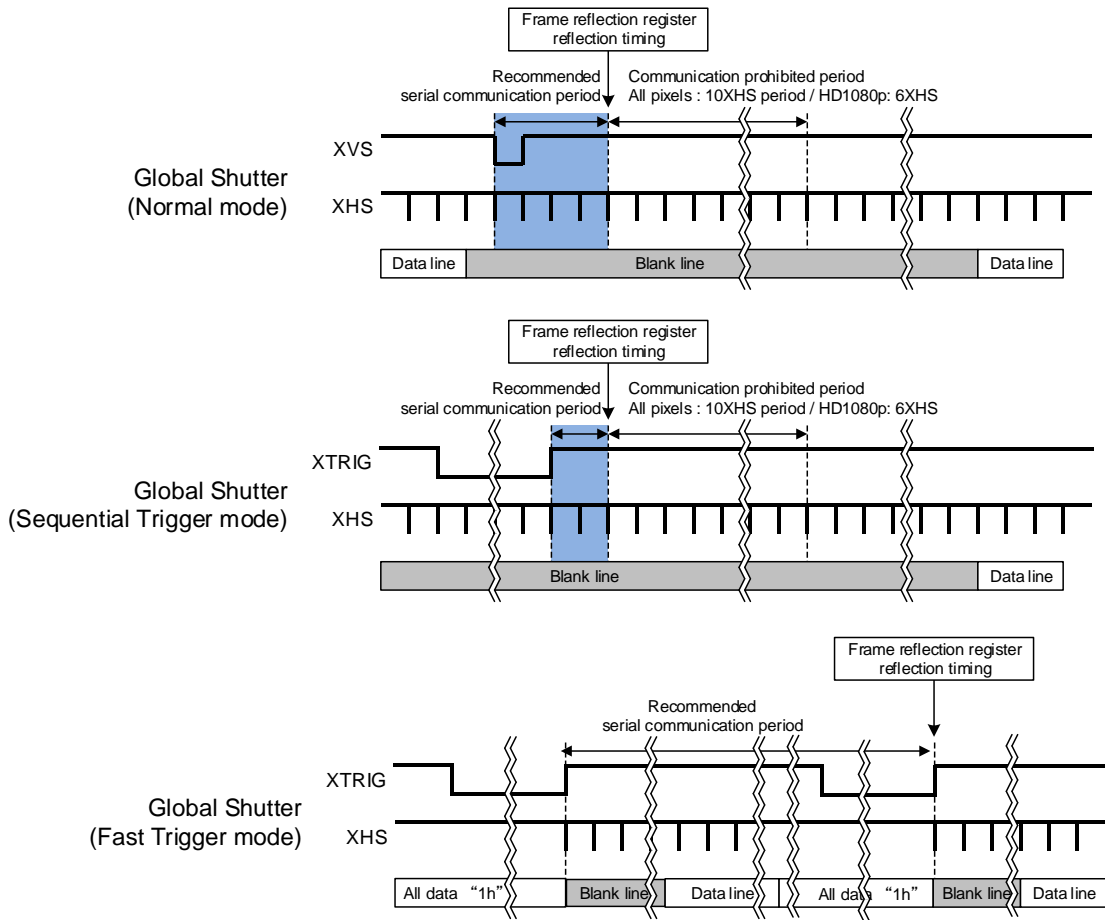 Frame reflection register
reflection timing
Recommended
serial communication period
Communication prohibited period
All pixels : 10XHS period / HD1080p: 6XHS
XVS
Global Shutter
(Normal mode)
XHS
Data line
Blank line
Data line
Frame reflection register
reflection timing
Recommended
serial communication period
Communication prohibited period
All pixels : 10XHS period / HD1080p: 6XHS
XTRIG
Global Shutter
(Sequential Trigger mode)
XHS
Blank line
Data line
Frame reflection register
reflection timing
Recommended
serial communication period
XTRIG
Global Shutter
(Fast Trigger mode)
XHS
All data “1h”
Blank line
Data line
All data “1h”
Blank line
Data line